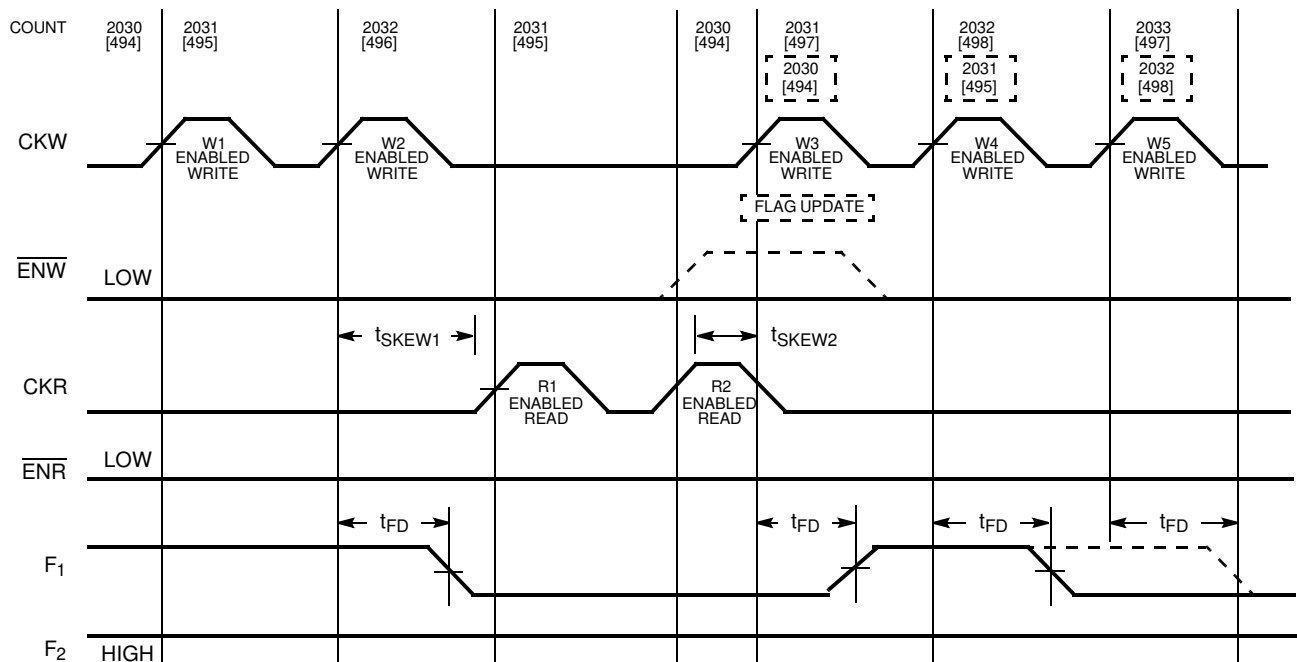 COUNT 2030 2031 2032 2031 2030 2031 2032 2033
[494] [495] [496] [495] [494] [497] [498] [497]
2030 2031 2032
[494] [495] [498]
CKW W1 W2 W3 W4 W5
ENABLED ENABLED ENABLED ENABLED ENABLED
WRITE WRITE WRITE WRITE WRITE
FLAG UPDATE
ENW LOW
tSKEW1 tSKEW2
CKR R1 R2
ENABLED ENABLED
READ READ
ENR LOW
tFD tFD tFD tFD
F1
F2 HIGH